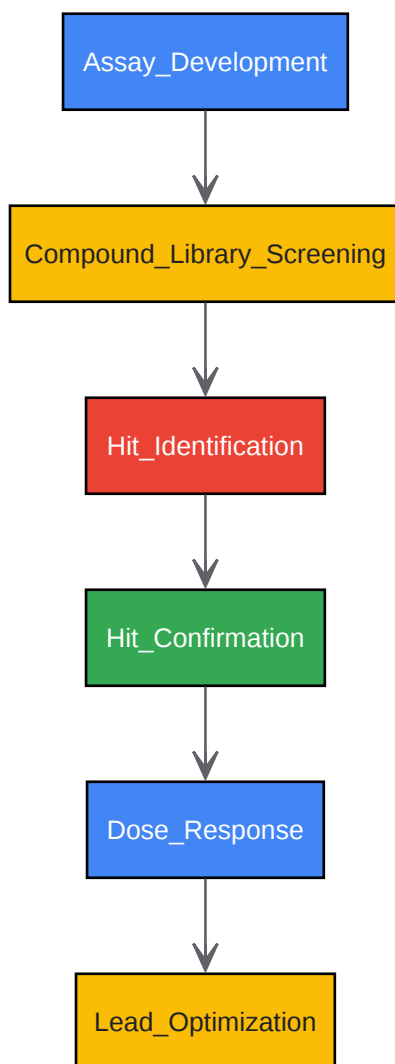 Assay_Development
Compound_Library_Screening
Hit_Identification
Hit_Confirmation
Dose_Response
Lead_Optimization